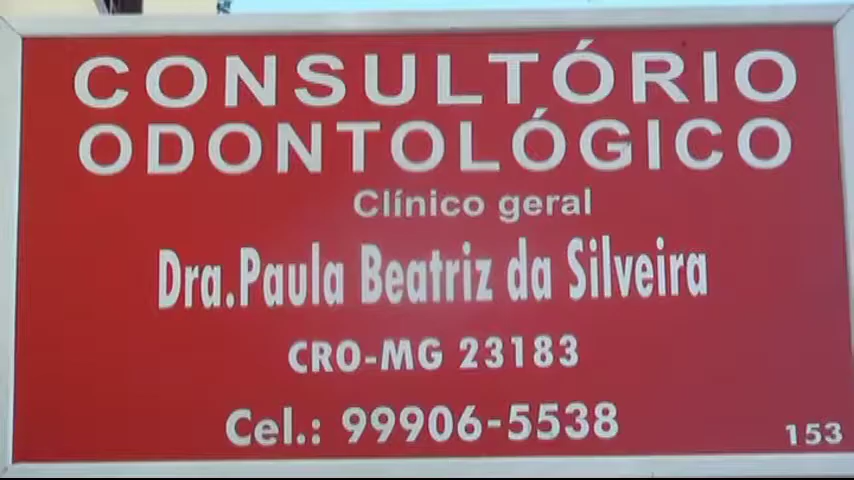 CONSULTÓRIO
ODONTOLÓGICO
Clínico geral
Dra.Paula Beatriz da Silveira
CRO-MG 23183
Cel.: 99906-5538
153